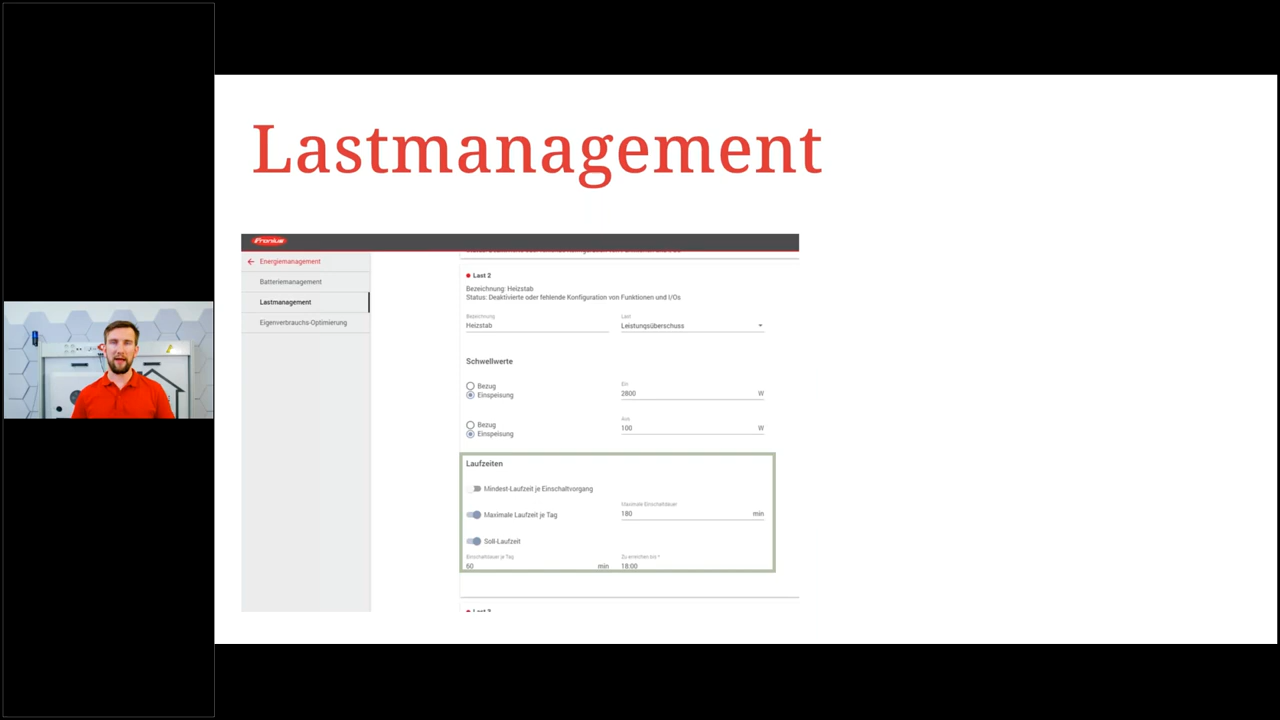 Lastmanagement
Fronius
Energiemanagement
Batteriemanagement
Lastmanagement
Eigenverbrauchs-Optimierung
Last 2
Bezeichnung: Heizstab
Status: Deaktivierte oder fehlende Konfiguration von Funktionen und I/Os
Bezeichnung
Heizstab
Last
Leistungsüberschuss
Schwellwerte
Bezug
Einspeisung
Ein
2800 W
Bezug
Einspeisung
Aus
100 W
Laufzeiten
Mindest-Laufzeit je Einschaltvorgang
Maximale Laufzeit je Tag
Maximale Einschaltdauer
180 min
Soll-Laufzeit
Einschaltdauer je Tag
60 min
Zu erreichen bis *
18:00